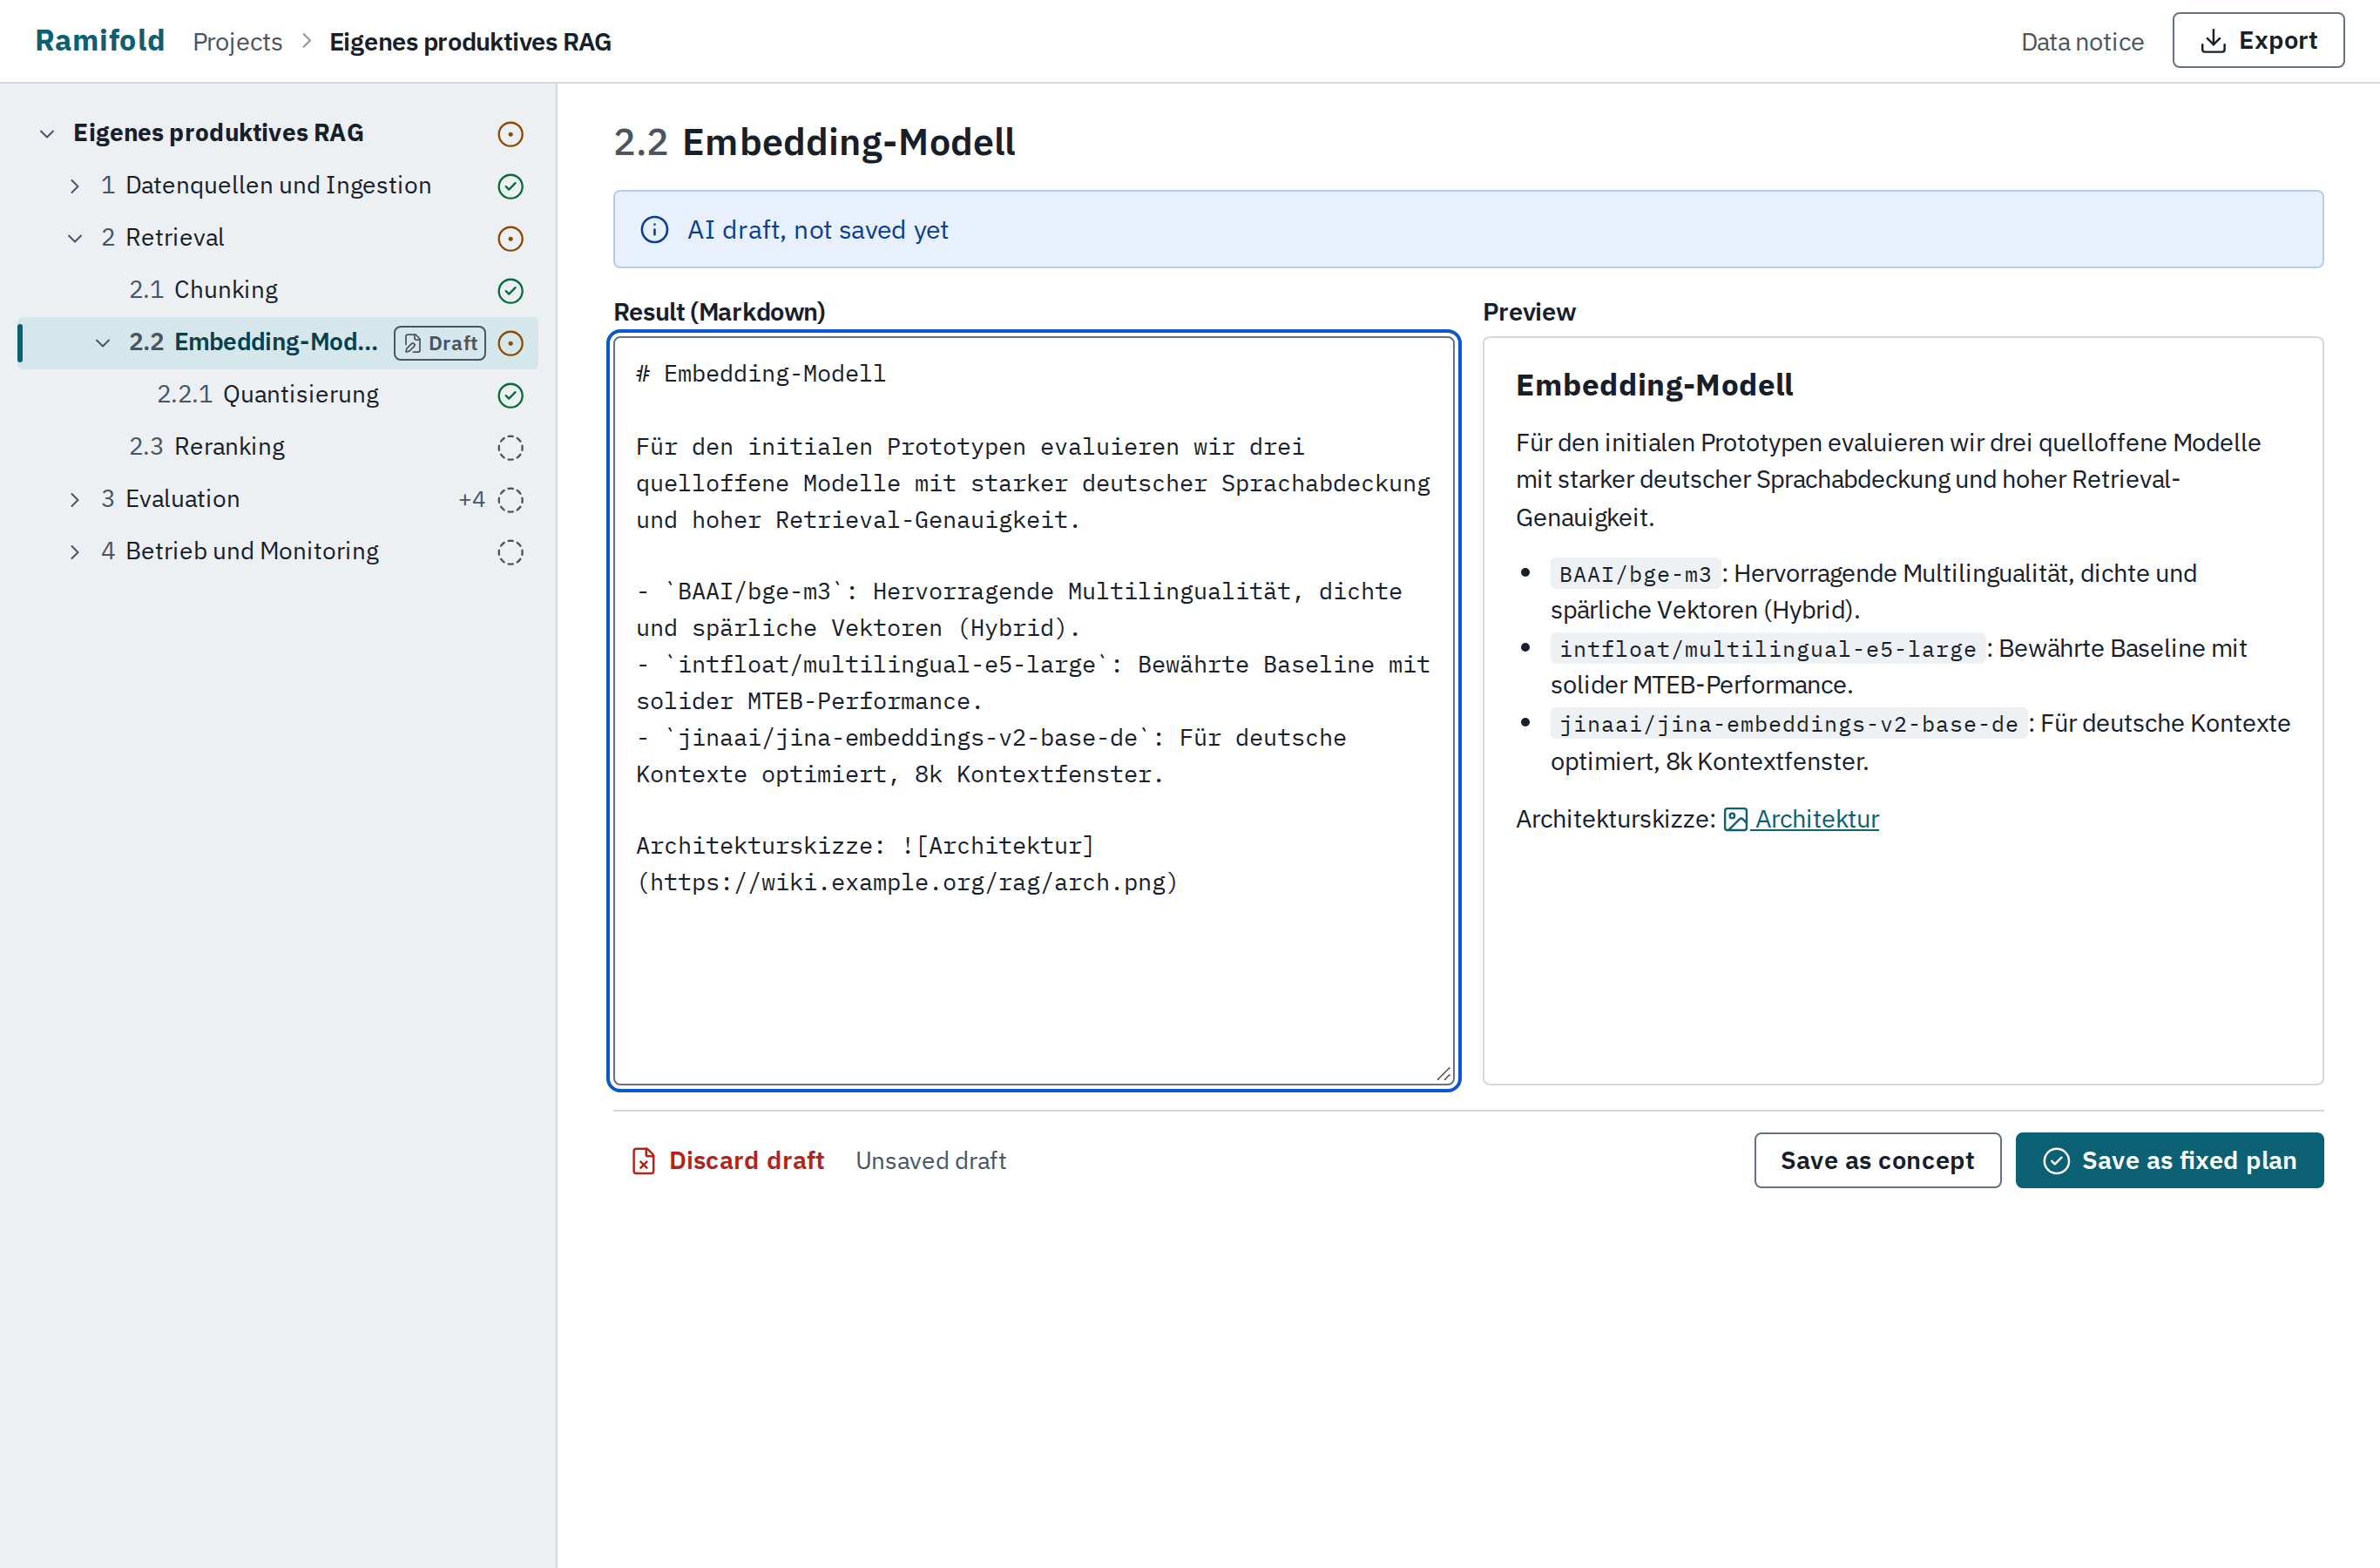 Ramifold Projects Eigenes produktives RAG Data notice Export
Eigenes produktives RAG
1 Datenquellen und Ingestion
2 Retrieval
2.1 Chunking
2.2 Embedding-Mod... Draft
2.2.1 Quantisierung
2.3 Reranking
3 Evaluation +4
4 Betrieb und Monitoring
2.2 Embedding-Modell
AI draft, not saved yet
Result (Markdown)
# Embedding-Modell
Für den initialen Prototypen evaluieren wir drei
quelloffene Modelle mit starker deutscher Sprachabdeckung
und hoher Retrieval-Genauigkeit.
- `BAAI/bge-m3`: Hervorragende Multilingualität, dichte
und spärliche Vektoren (Hybrid).
- `intfloat/multilingual-e5-large`: Bewährte Baseline mit
solider MTEB-Performance.
- `jinaai/jina-embeddings-v2-base-de`: Für deutsche
Kontexte optimiert, 8k Kontextfenster.
Architekturskizze: ![Architektur]
(https://wiki.example.org/rag/arch.png)
Preview
Embedding-Modell
Für den initialen Prototypen evaluieren wir drei quelloffene Modelle
mit starker deutscher Sprachabdeckung und hoher Retrieval-
Genauigkeit.
• BAAI/bge-m3: Hervorragende Multilingualität, dichte und
spärliche Vektoren (Hybrid).
• intfloat/multilingual-e5-large: Bewährte Baseline mit
solider MTEB-Performance.
• jinaai/jina-embeddings-v2-base-de: Für deutsche Kontexte
optimiert, 8k Kontextfenster.
Architekturskizze: Architektur
Discard draft Unsaved draft Save as concept Save as fixed plan